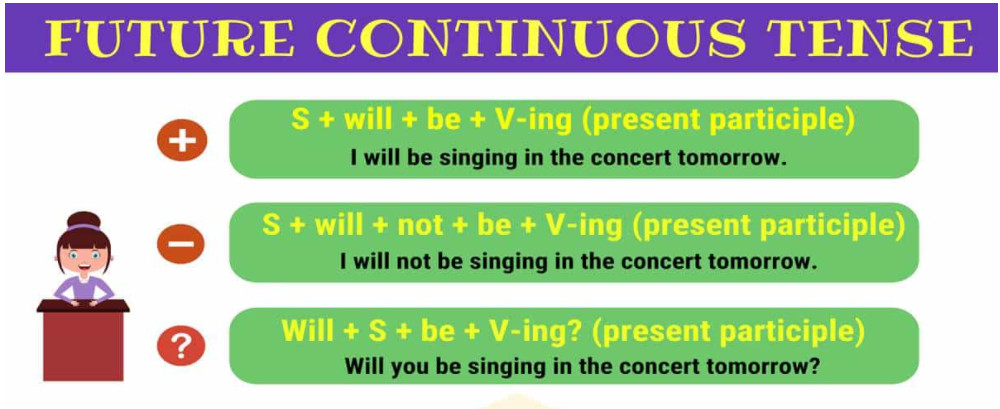 FUTURE CONTINUOUS TENSE
+
S + will + be + V-ing (present participle)
I will be singing in the concert tomorrow.
−
S + will + not + be + V-ing (present participle)
I will not be singing in the concert tomorrow.
?
Will + S + be + V-ing? (present participle)
Will you be singing in the concert tomorrow?